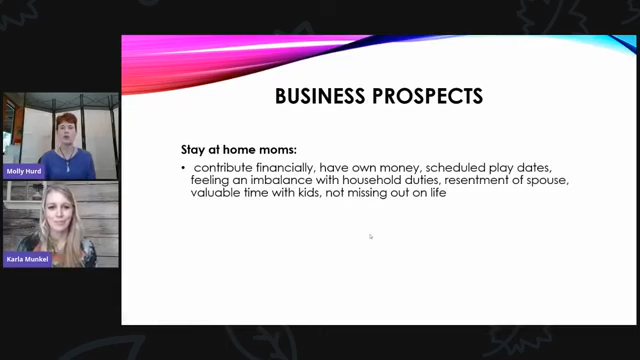 BUSINESS PROSPECTS
Stay at home moms:
• contribute financially, have own money, scheduled play dates,
feeling an imbalance with household duties, resentment of spouse,
valuable time with kids, not missing out on life
Molly Hurd
Karla Munkel